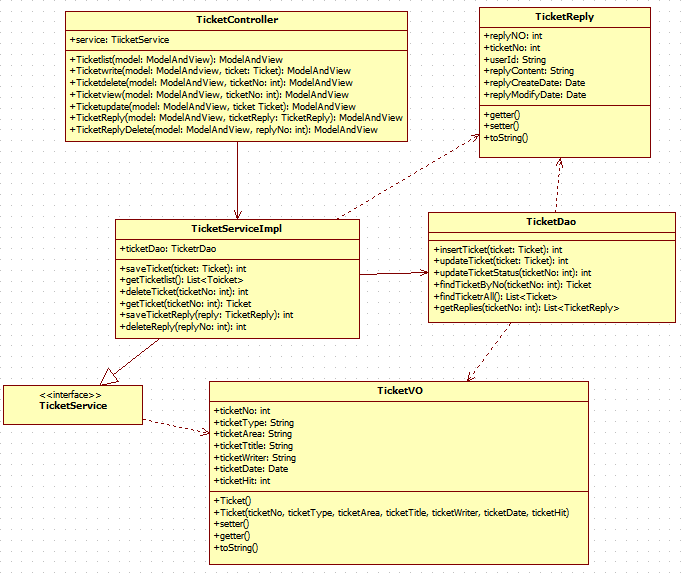 TicketController
+service: TiicketService
+Ticketlist(model: ModelAndView): ModelAndView
+Ticketwrite(model: ModelAndview, ticket: Ticket): ModelAndView
+Ticketdelete(model: ModelAndView, ticketNo: int): ModelAndView
+Ticketview(model: ModelAndview, ticketNo: int): ModelAndView
+Ticketupdate(model: ModelAndView, ticket Ticket): ModelAndView
+TicketReply(model: ModelAndView, ticketReply: TicketReply): ModelAndView
+TicketReplyDelete(model: ModelAndView, replyNo: int): ModelAndView
TicketReply
+replyNO: int
+ticketNo: int
+userId: String
+replyContent: String
+replyCreateDate: Date
+replyModifyDate: Date
+getter()
+setter()
+toString()
TicketServiceImpl
+ticketDao: TicketrDao
+saveTicket(ticket: Ticket): int
+getTicketlist(): List<Toicket>
+deleteTicket(ticketNo: int): int
+getTicket(ticketNo: int): Ticket
+saveTicketReply(reply: TicketReply): int
+deleteReply(replyNo: int): int
TicketDao
+insertTicket(ticket: Ticket): int
+updateTicket(ticket: Ticket): int
+updateTicketStatus(ticketNo: int): int
+findTicketByNo(ticketNo: int): Ticket
+findTicketrAll(): List<Ticket>
+getReplies(ticketNo: int): List<TicketReply>
<<interface>>
TicketService
TicketVO
+ticketNo: int
+ticketType: String
+ticketArea: String
+ticketTtitle: String
+ticketWriter: String
+ticketDate: Date
+ticketHit: int
+Ticket()
+Ticket(ticketNo, ticketType, ticketArea, ticketTitle, ticketWriter, ticketDate, ticketHit)
+setter()
+getter()
+toString()